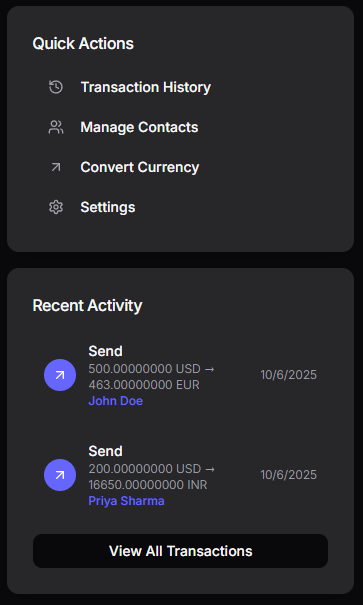 Quick Actions
Transaction History
Manage Contacts
Convert Currency
Settings
Recent Activity
Send
500.00000000 USD →
463.00000000 EUR
John Doe
10/6/2025
Send
200.00000000 USD →
16650.00000000 INR
Priya Sharma
10/6/2025
View All Transactions